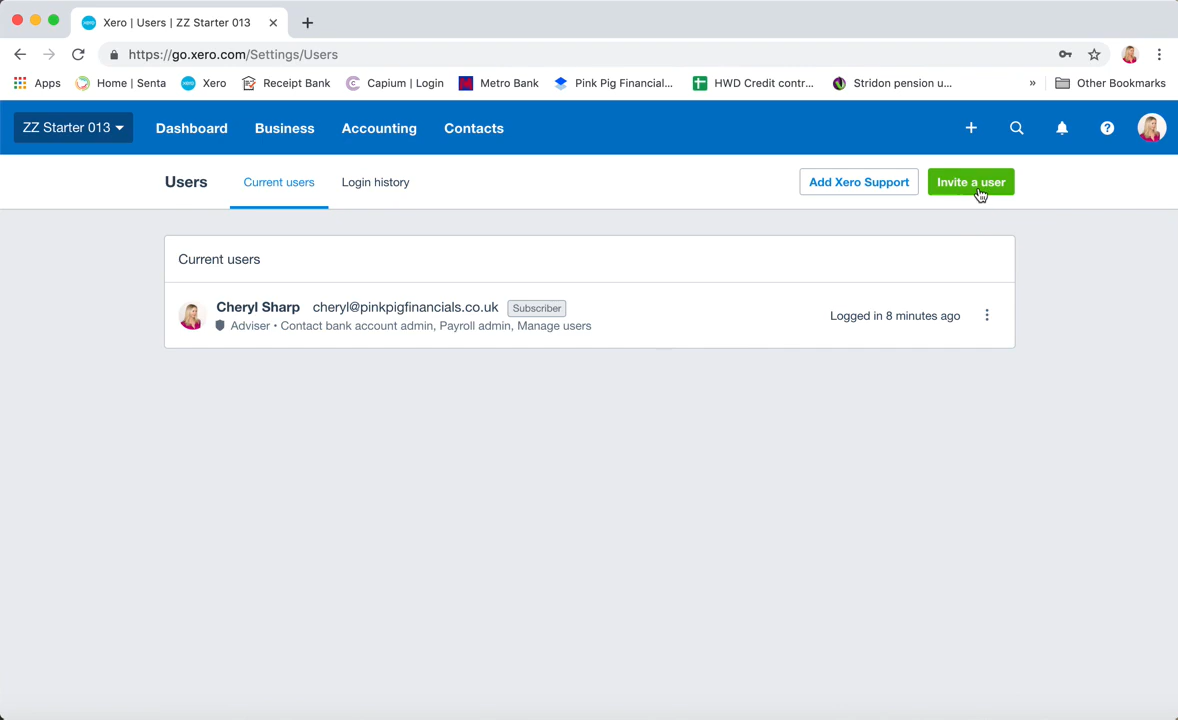 Xero | Users | ZZ Starter 013
https://go.xero.com/Settings/Users
Apps Home | Senta xero Xero Receipt Bank C Capium | Login Metro Bank Pink Pig Financial... HWD Credit contr... Stridon pension u... » Other Bookmarks
ZZ Starter 013 Dashboard Business Accounting Contacts
Users Current users Login history Add Xero Support Invite a user
Current users
Cheryl Sharp cheryl@pinkpigfinancials.co.uk Subscriber
Adviser • Contact bank account admin, Payroll admin, Manage users
Logged in 8 minutes ago